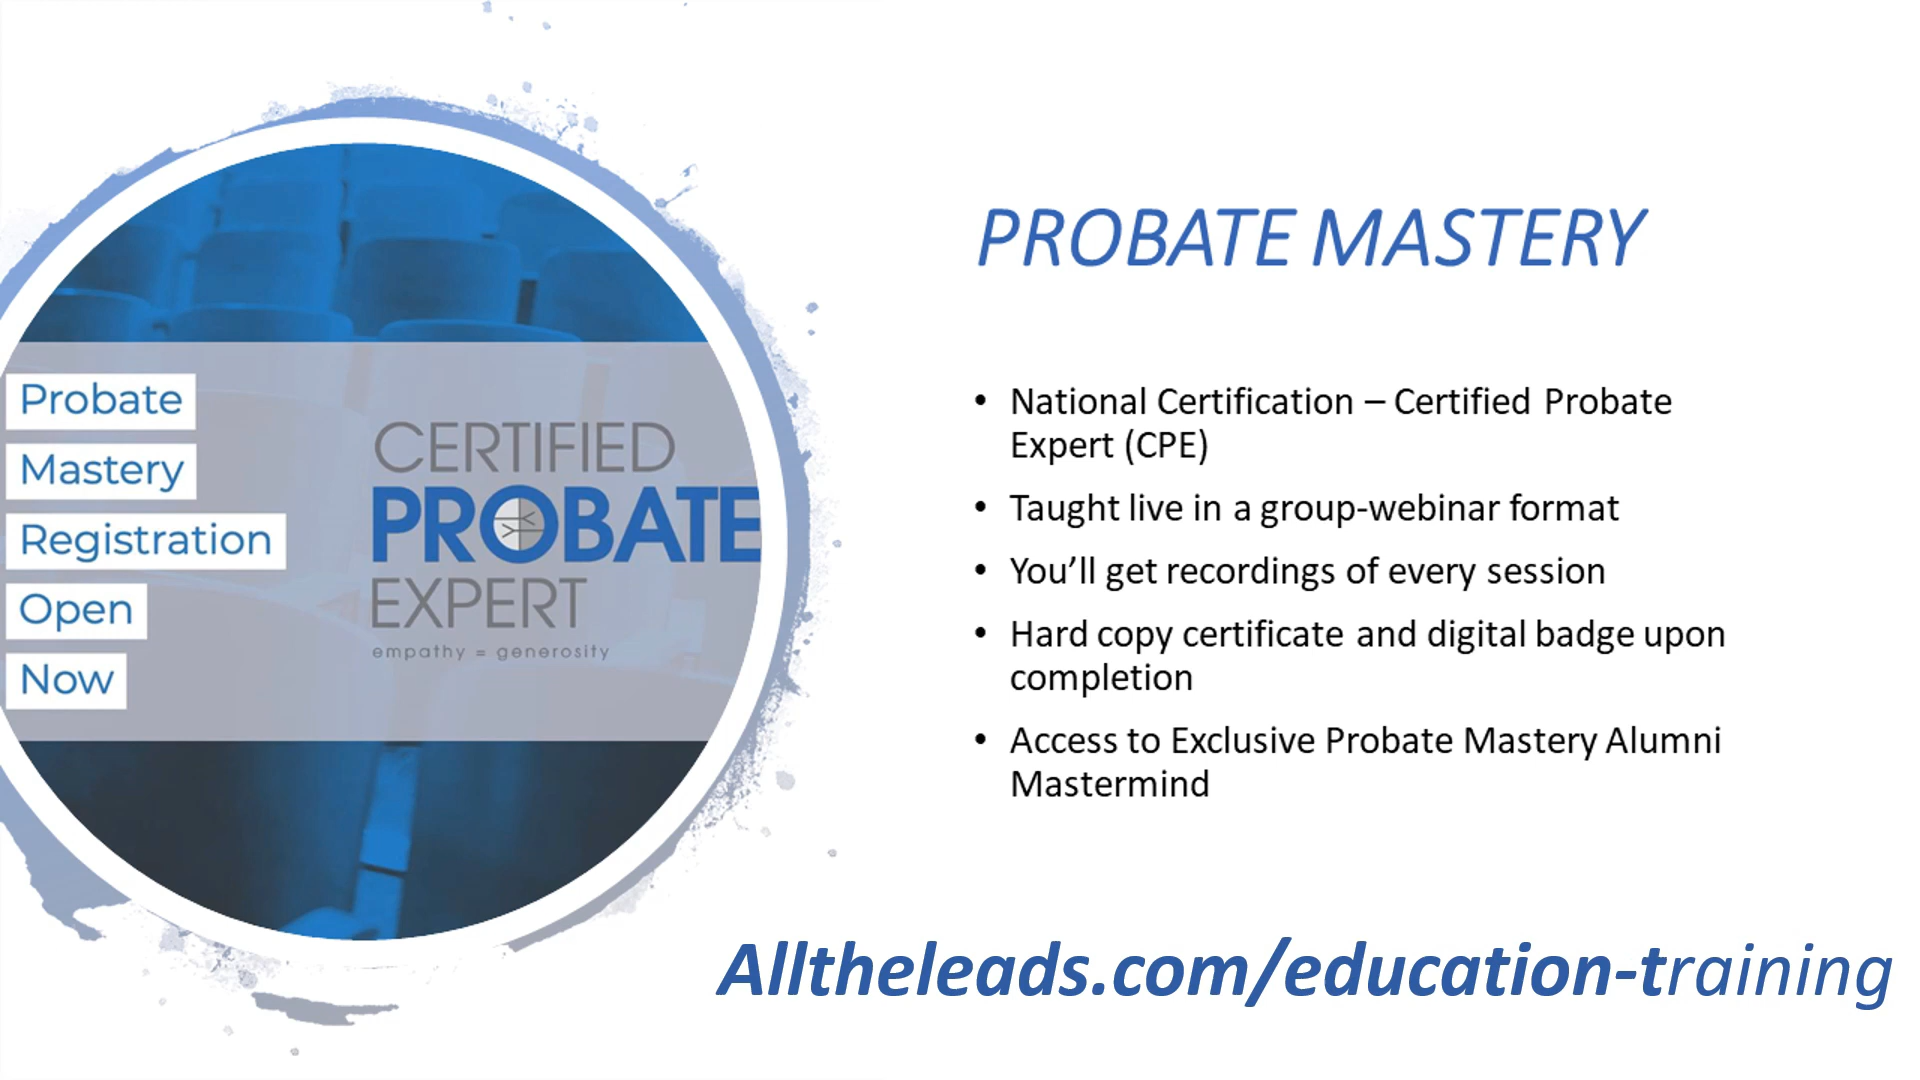 Probate
Mastery
Registration
Open
Now
CERTIFIED
PROBATE
EXPERT
empathy = generosity
PROBATE MASTERY
• National Certification – Certified Probate
Expert (CPE)
• Taught live in a group-webinar format
• You’ll get recordings of every session
• Hard copy certificate and digital badge upon
completion
• Access to Exclusive Probate Mastery Alumni
Mastermind
Alltheleads.com/education-training